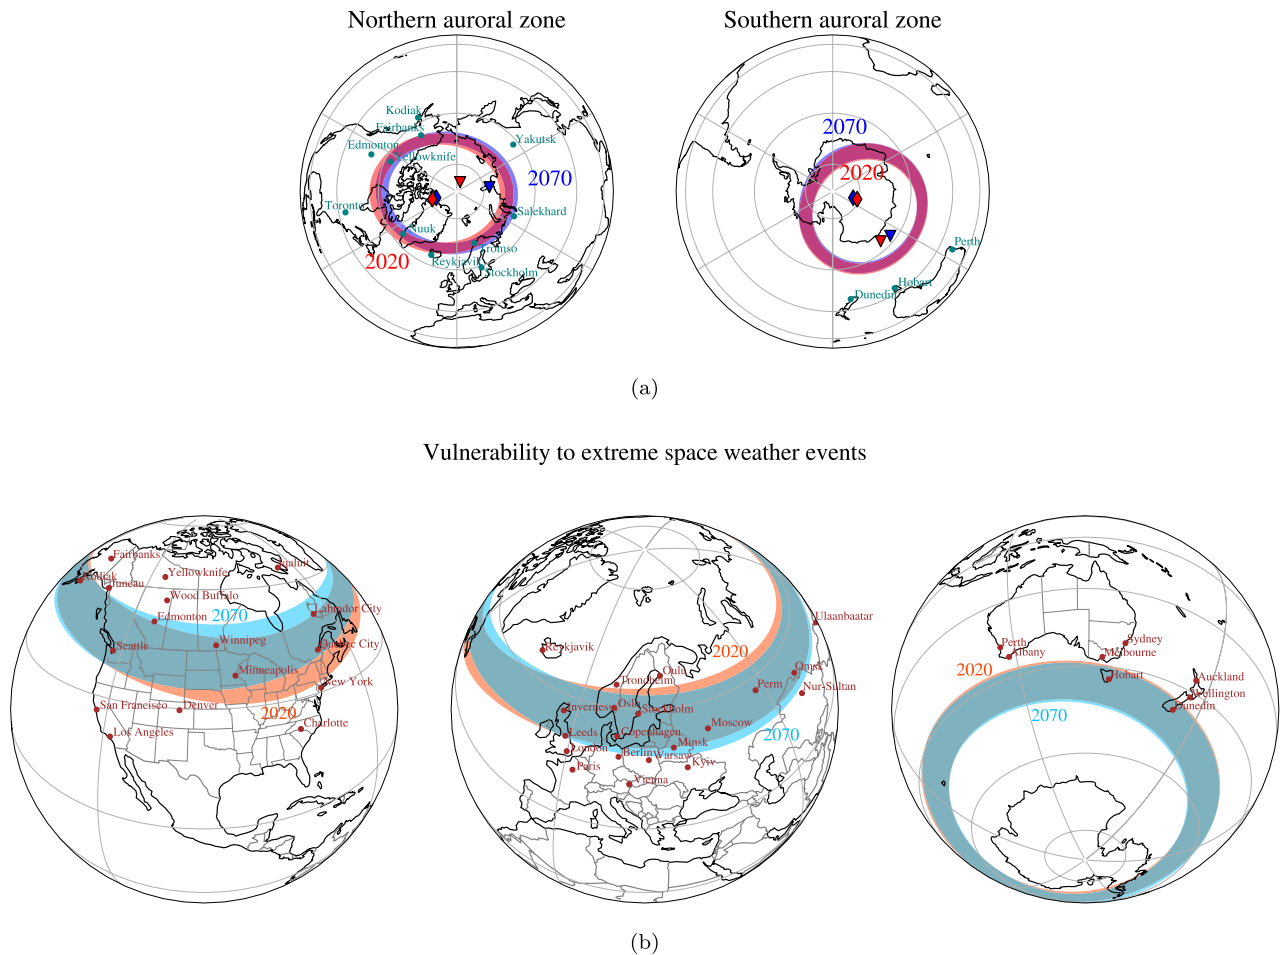 Northern auroral zone
Southern auroral zone
Kodiak
Fairbanks
Edmonton
Yellowknife
Yakutsk
2070
Toronto
Salekhard
Nuuk
Tromso
2020
Reykjavik
Stockholm
2070
2020
Perth
Hobart
Dunedin
(a)
Vulnerability to extreme space weather events
Fairbanks
Iqaluit
Kodiak
Yellowknife
Juneau
Wood Buffalo
Labrador City
Edmonton
2070
Seattle
Winnipeg
Quebec City
Minneapolis
New York
San Francisco
Denver
2020
Charlotte
Los Angeles
Ulaanbaatar
Reykjavik
2020
Oulu
Trondheim
Omsk
Perm
Nur-Sultan
Inverness
Oslo
Stockholm
Moscow
Leeds
Copenhagen
2070
London
Minsk
Berlin
Warsaw
Paris
Kyiv
Vienna
Perth
Sydney
Albany
Melbourne
2020
Hobart
Auckland
Wellington
2070
Dunedin
(b)